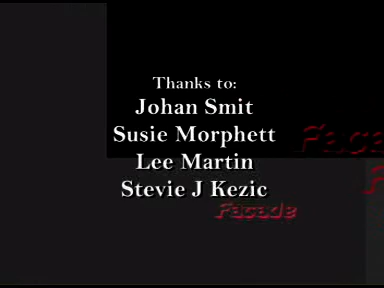 Thanks to:
Johan Smit
Susie Morphett
Lee Martin
Stevie J Kezic
Facade